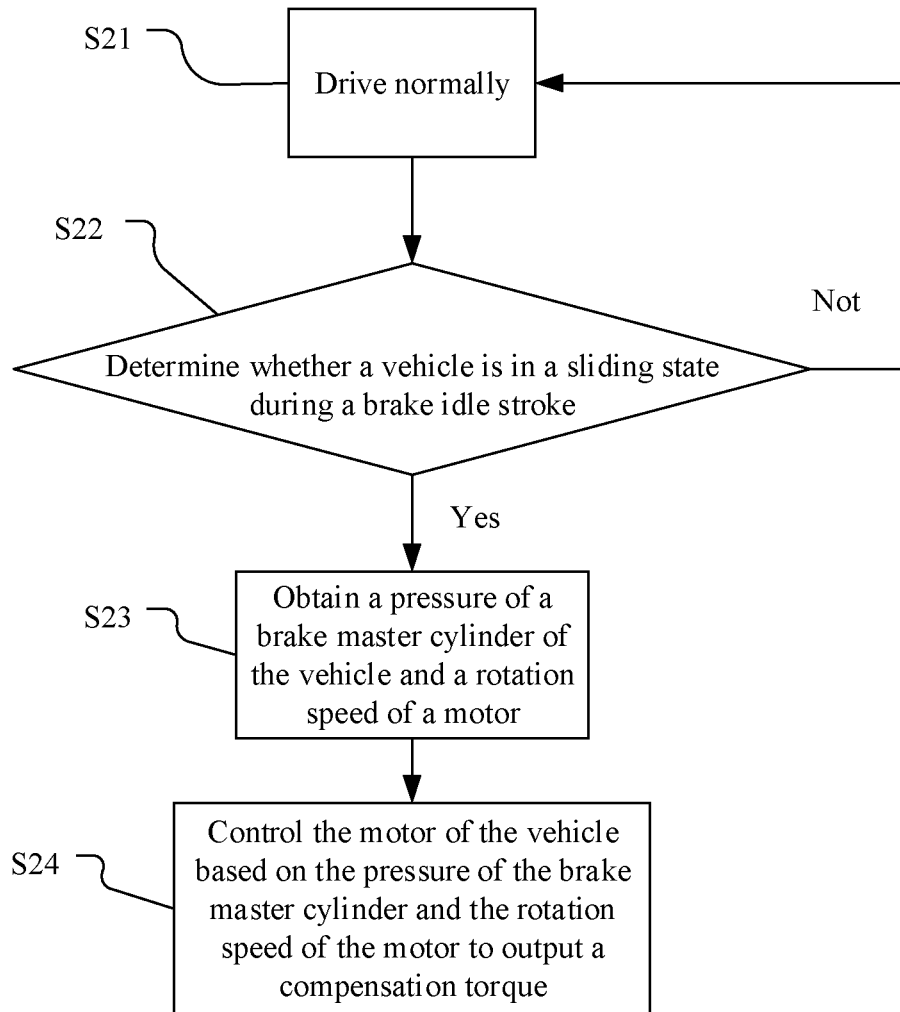 S21
Drive normally
S22
Not
Determine whether a vehicle is in a sliding state
during a brake idle stroke
Yes
S23
Obtain a pressure of a
brake master cylinder of
the vehicle and a rotation
speed of a motor
S24
Control the motor of the vehicle
based on the pressure of the brake
master cylinder and the rotation
speed of the motor to output a
compensation torque